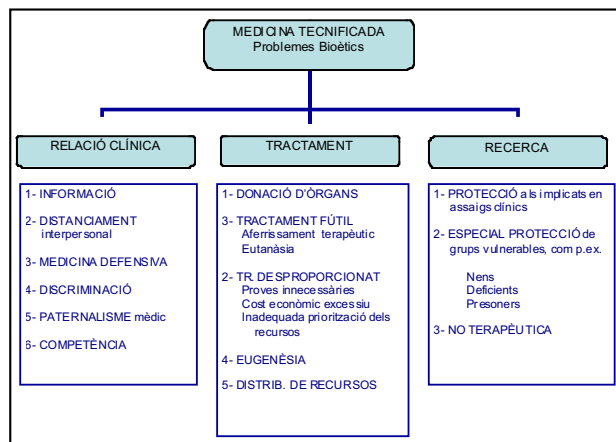 MEDICINA TECNIFICADA
Problemes Bioètics
RELACIÓ CLÍNICA
1- INFORMACIÓ
2- DISTANCIAMENT
interpersonal
3- MEDICINA DEFENSIVA
4- DISCRIMINACIÓ
5- PATERNALISME mèdic
6- COMPETÈNCIA
TRACTAMENT
1- DONACIÓ D'ÒRGANS
3- TRACTAMENT FÚTIL
Aferrissament terapèutic
Eutanàsia
2- TR. DESPROPORCIONAT
Proves innecessàries
Cost econòmic excessiu
Inadequada priorització dels
recursos
4- EUGENÈSIA
5- DISTRIB. DE RECURSOS
RECERCA
1- PROTECCIÓ als implicats en
assaigs clínics
2- ESPECIAL PROTECCIÓ de
grups vulnerables, com p.ex.
Nens
Deficients
Presoners
3- NO TERAPÈUTICA